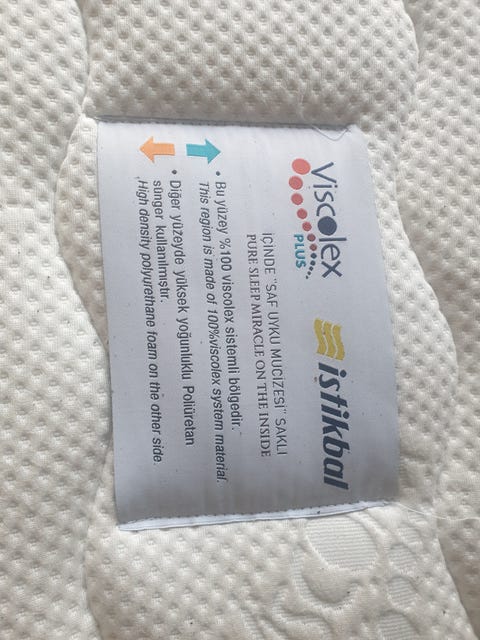 Viscolex
PLUS
istikbal
İÇİNDE "SAF UYKU MUCİZESİ" SAKLI
PURE SLEEP MIRACLE ON THE INSIDE
• Bu yüzey %100 viscolex sistemli bölgedir.
This region is made of 100%viscolex system material.
• Diğer yüzeyde yüksek yoğunluklu Poliüretan
sünger kullanılmıştır.
High density polyurethane foam on the other side.